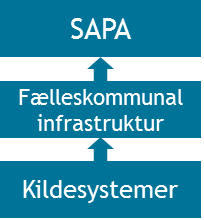 SAPA
Fælleskommunal
infrastruktur
Kildesystemer